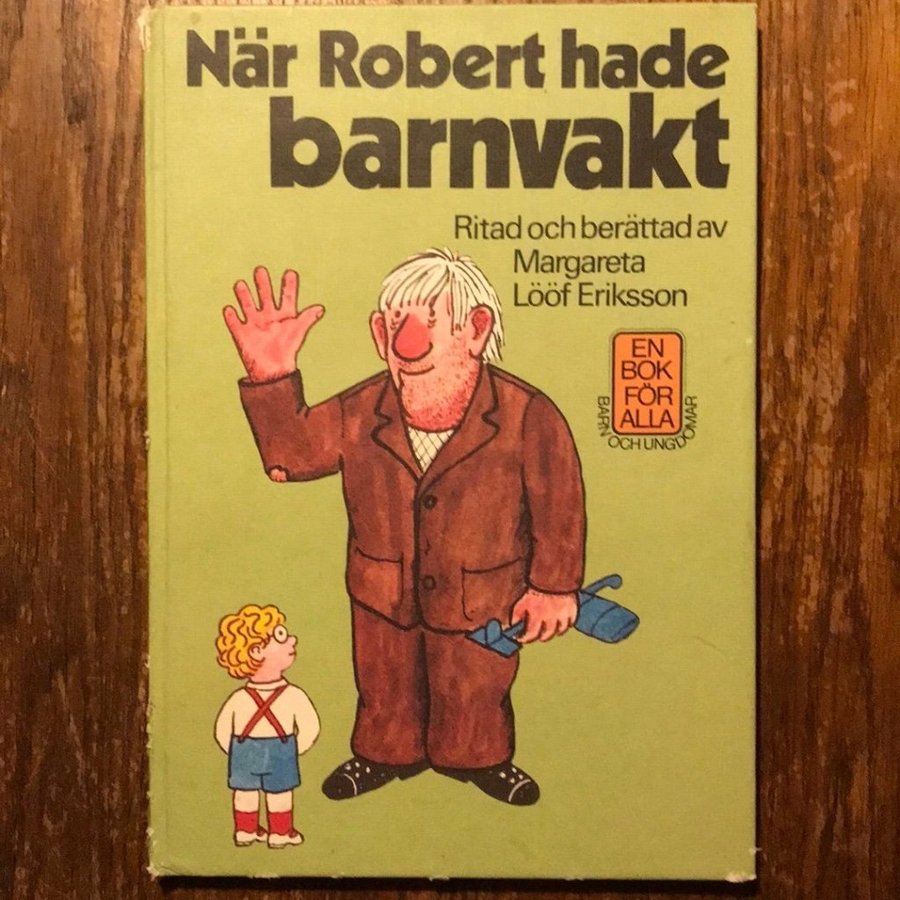 När Robert hade
barnvakt
Ritad och berättad av
Margareta
Lööf Eriksson
EN
BOK
FÖR
ALLA
BARN OCH UNGDOMAR